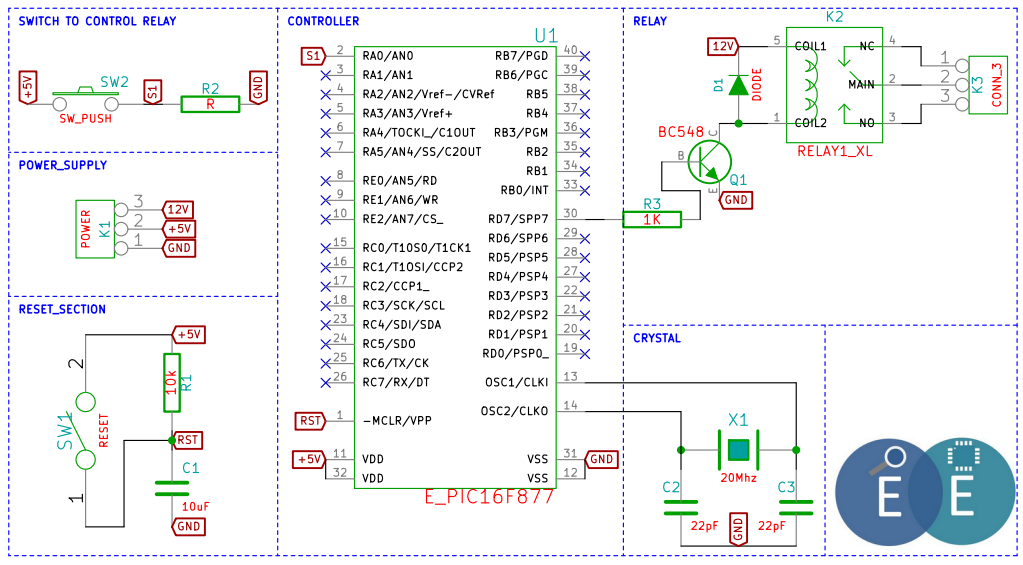 SWITCH TO CONTROL RELAY
+5V
SW2
SW_PUSH
S1
R2
R
GND
POWER_SUPPLY
POWER
K1
3
12V
2
+5V
1
GND
RESET_SECTION
+5V
2
10k
R1
SW1
RESET
RST
1
C1
10uF
GND
CONTROLLER
U1
S1
2
RA0/AN0
3
RA1/AN1
4
RA2/AN2/Vref-/CVRef
5
RA3/AN3/Vref+
6
RA4/TOCKI_/C1OUT
7
RA5/AN4/SS/C2OUT
8
RE0/AN5/RD
9
RE1/AN6/WR
10
RE2/AN7/CS_
15
RC0/T10S0/T1CK1
16
RC1/T1OSI/CCP2
17
RC2/CCP1_
18
RC3/SCK/SCL
23
RC4/SDI/SDA
24
RC5/SDO
25
RC6/TX/CK
26
RC7/RX/DT
RST
1
-MCLR/VPP
+5V
11
VDD
32
VDD
RB7/PGD
40
RB6/PGC
39
RB5
38
RB4
37
RB3/PGM
36
RB2
35
RB1
34
RB0/INT
33
RD7/SPP7
30
RD6/SPP6
29
RD5/PSP5
28
RD4/PSP4
27
RD3/PSP3
22
RD2/PSP2
21
RD1/PSP1
20
RD0/PSP0_
19
OSC1/CLKI
13
OSC2/CLKO
14
VSS
31
GND
VSS
12
E_PIC16F877
RELAY
K2
12V
5
COIL1
NC
4
D1
DIODE
MAIN
2
1
COIL2
NO
3
RELAY1_XL
1
2
3
K3
CONN_3
BC548
C
B
E
Q1
GND
R3
1K
CRYSTAL
X1
20Mhz
C2
22pF
C3
22pF
GND
E
E